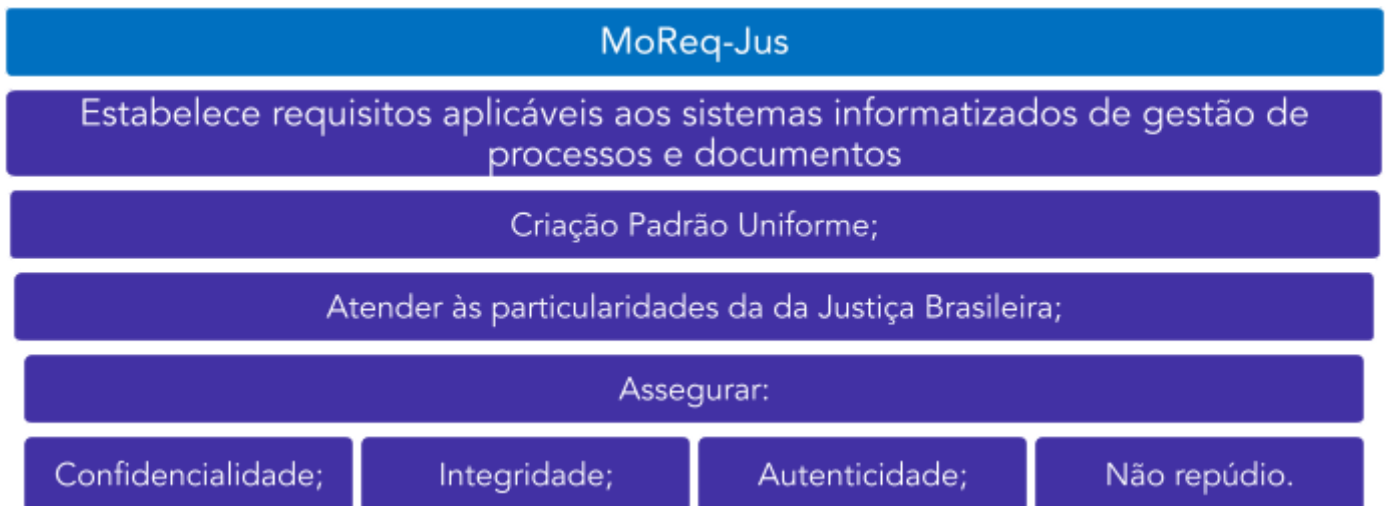 MoReq-Jus
Estabelece requisitos aplicáveis aos sistemas informatizados de gestão de
processos e documentos
Criação Padrão Uniforme;
Atender às particularidades da da Justiça Brasileira;
Assegurar:
Confidencialidade;
Integridade;
Autenticidade;
Não repúdio.